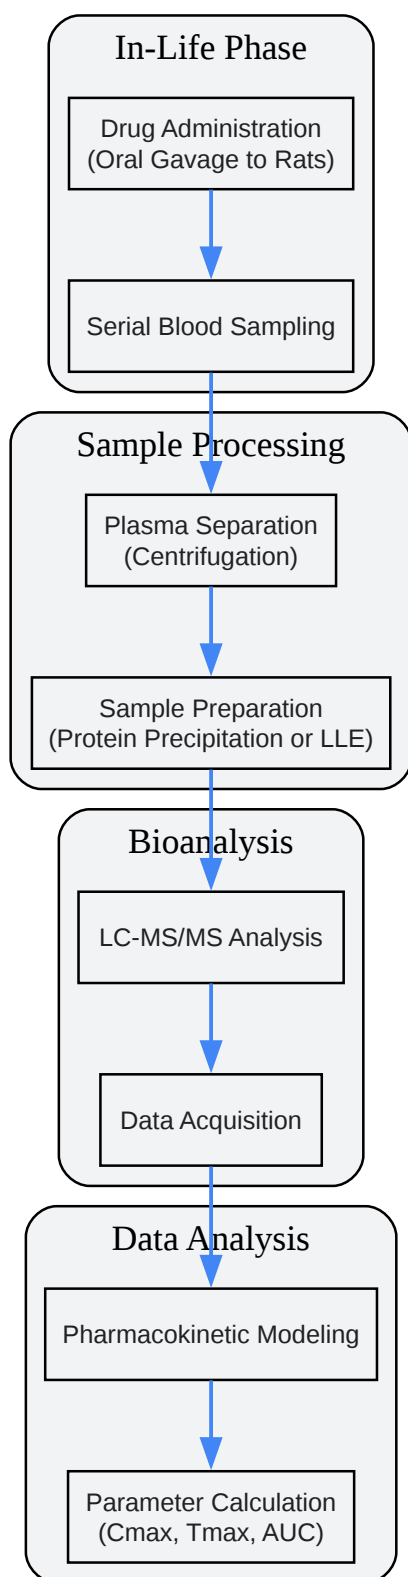 In-Life Phase
Drug Administration
(Oral Gavage to Rats)
Serial Blood Sampling
Sample Processing
Plasma Separation
(Centrifugation)
Sample Preparation
(Protein Precipitation or LLE)
Bioanalysis
LC-MS/MS Analysis
Data Acquisition
Data Analysis
Pharmacokinetic Modeling
Parameter Calculation
(Cmax, Tmax, AUC)